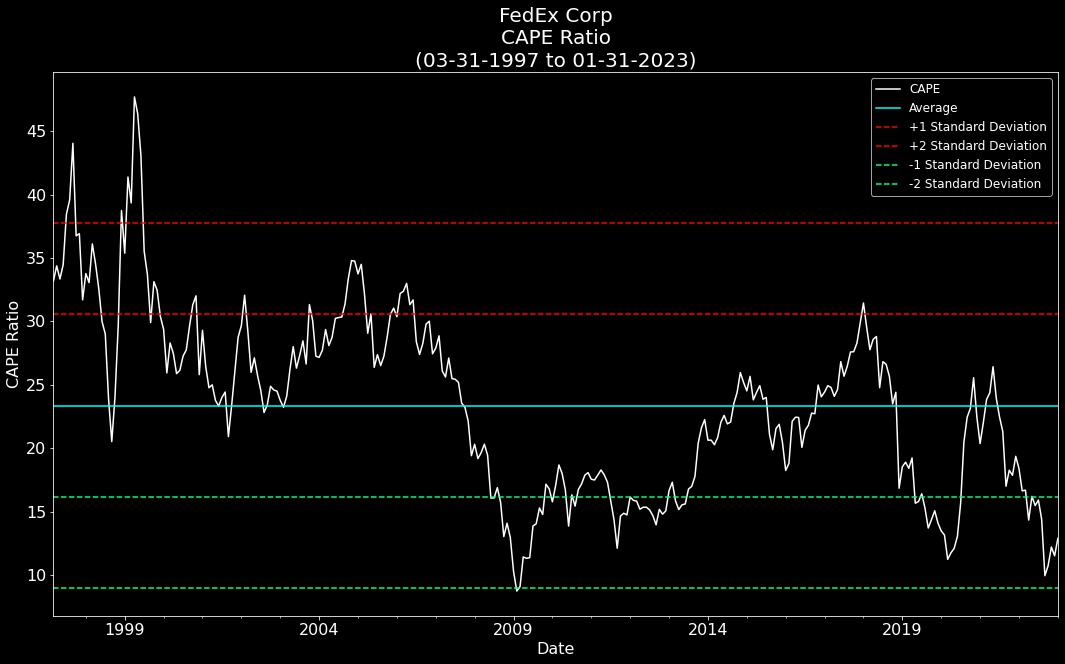 FedEx Corp
CAPE Ratio
(03-31-1997 to 01-31-2023)
CAPE
Average
+1 Standard Deviation
+2 Standard Deviation
-1 Standard Deviation
-2 Standard Deviation
45
40
35
30
25
20
15
10
CAPE Ratio
1999
2004
2009
2014
2019
Date